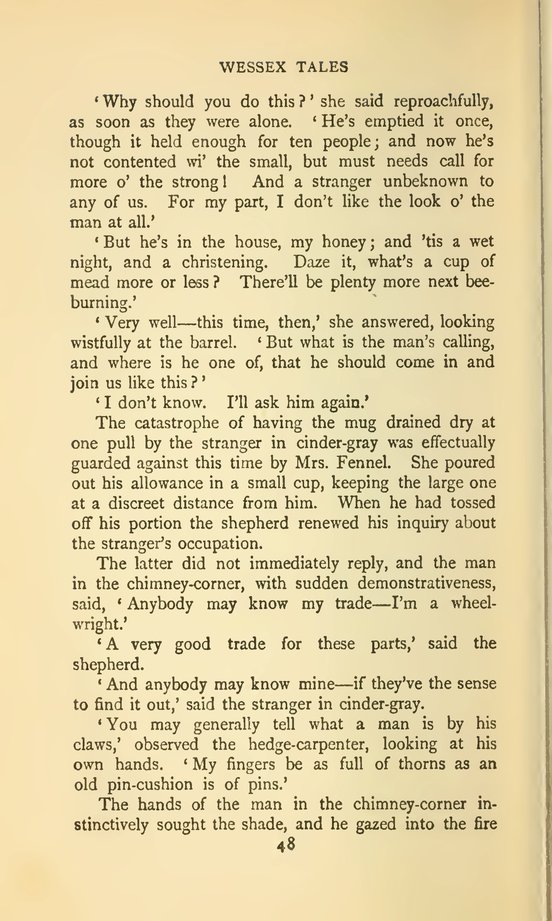 WESSEX TALES
‘ Why should you do this ? ’ she said reproachfully,
as soon as they were alone. ‘ He’s emptied it once,
though it held enough for ten people ; and now he’s
not contented wi’ the small, but must needs call for
more o’ the strong ! And a stranger unbeknown to
any of us. For my part, I don’t like the look o’ the
man at all.’
‘ But he’s in the house, my honey ; and ’tis a wet
night, and a christening. Daze it, what’s a cup of
mead more or less ? There’ll be plenty more next bee-
burning.’
‘ Very well—this time, then,’ she answered, looking
wistfully at the barrel. ‘ But what is the man’s calling,
and where is he one of, that he should come in and
join us like this ? ’
‘ I don’t know. I’ll ask him again.’
The catastrophe of having the mug drained dry at
one pull by the stranger in cinder-gray was effectually
guarded against this time by Mrs. Fennel. She poured
out his allowance in a small cup, keeping the large one
at a discreet distance from him. When he had tossed
off his portion the shepherd renewed his inquiry about
the stranger’s occupation.
The latter did not immediately reply, and the man
in the chimney-corner, with sudden demonstrativeness,
said, ‘ Anybody may know my trade—I’m a wheel-
wright.’
‘ A very good trade for these parts,’ said the
shepherd.
‘ And anybody may know mine—if they’ve the sense
to find it out,’ said the stranger in cinder-gray.
‘ You may generally tell what a man is by his
claws,’ observed the hedge-carpenter, looking at his
own hands. ‘ My fingers be as full of thorns as an
old pin-cushion is of pins.’
The hands of the man in the chimney-corner in-
stinctively sought the shade, and he gazed into the fire
48